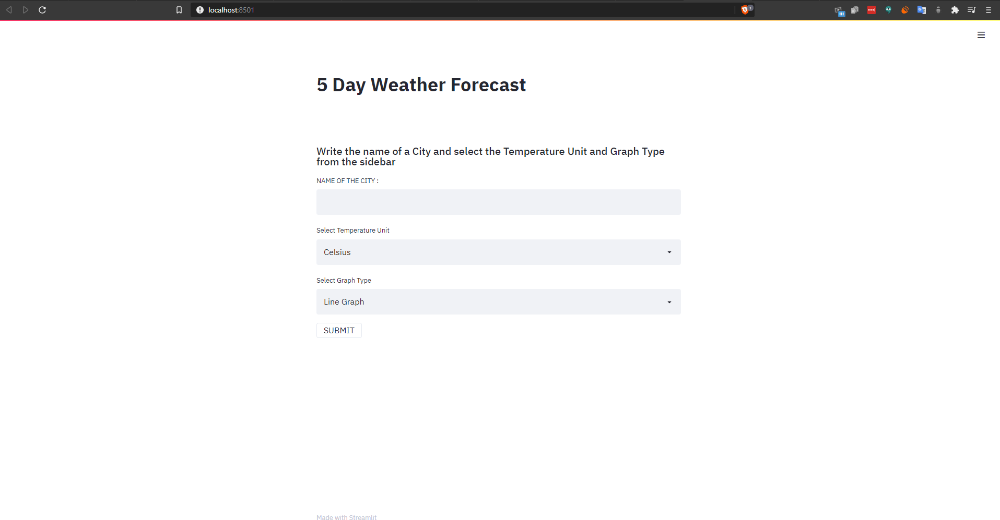 localhost:8501
1
5 Day Weather Forecast
Write the name of a City and select the Temperature Unit and Graph Type
from the sidebar
NAME OF THE CITY :
Select Temperature Unit
Celsius
Select Graph Type
Line Graph
SUBMIT
Made with Streamlit